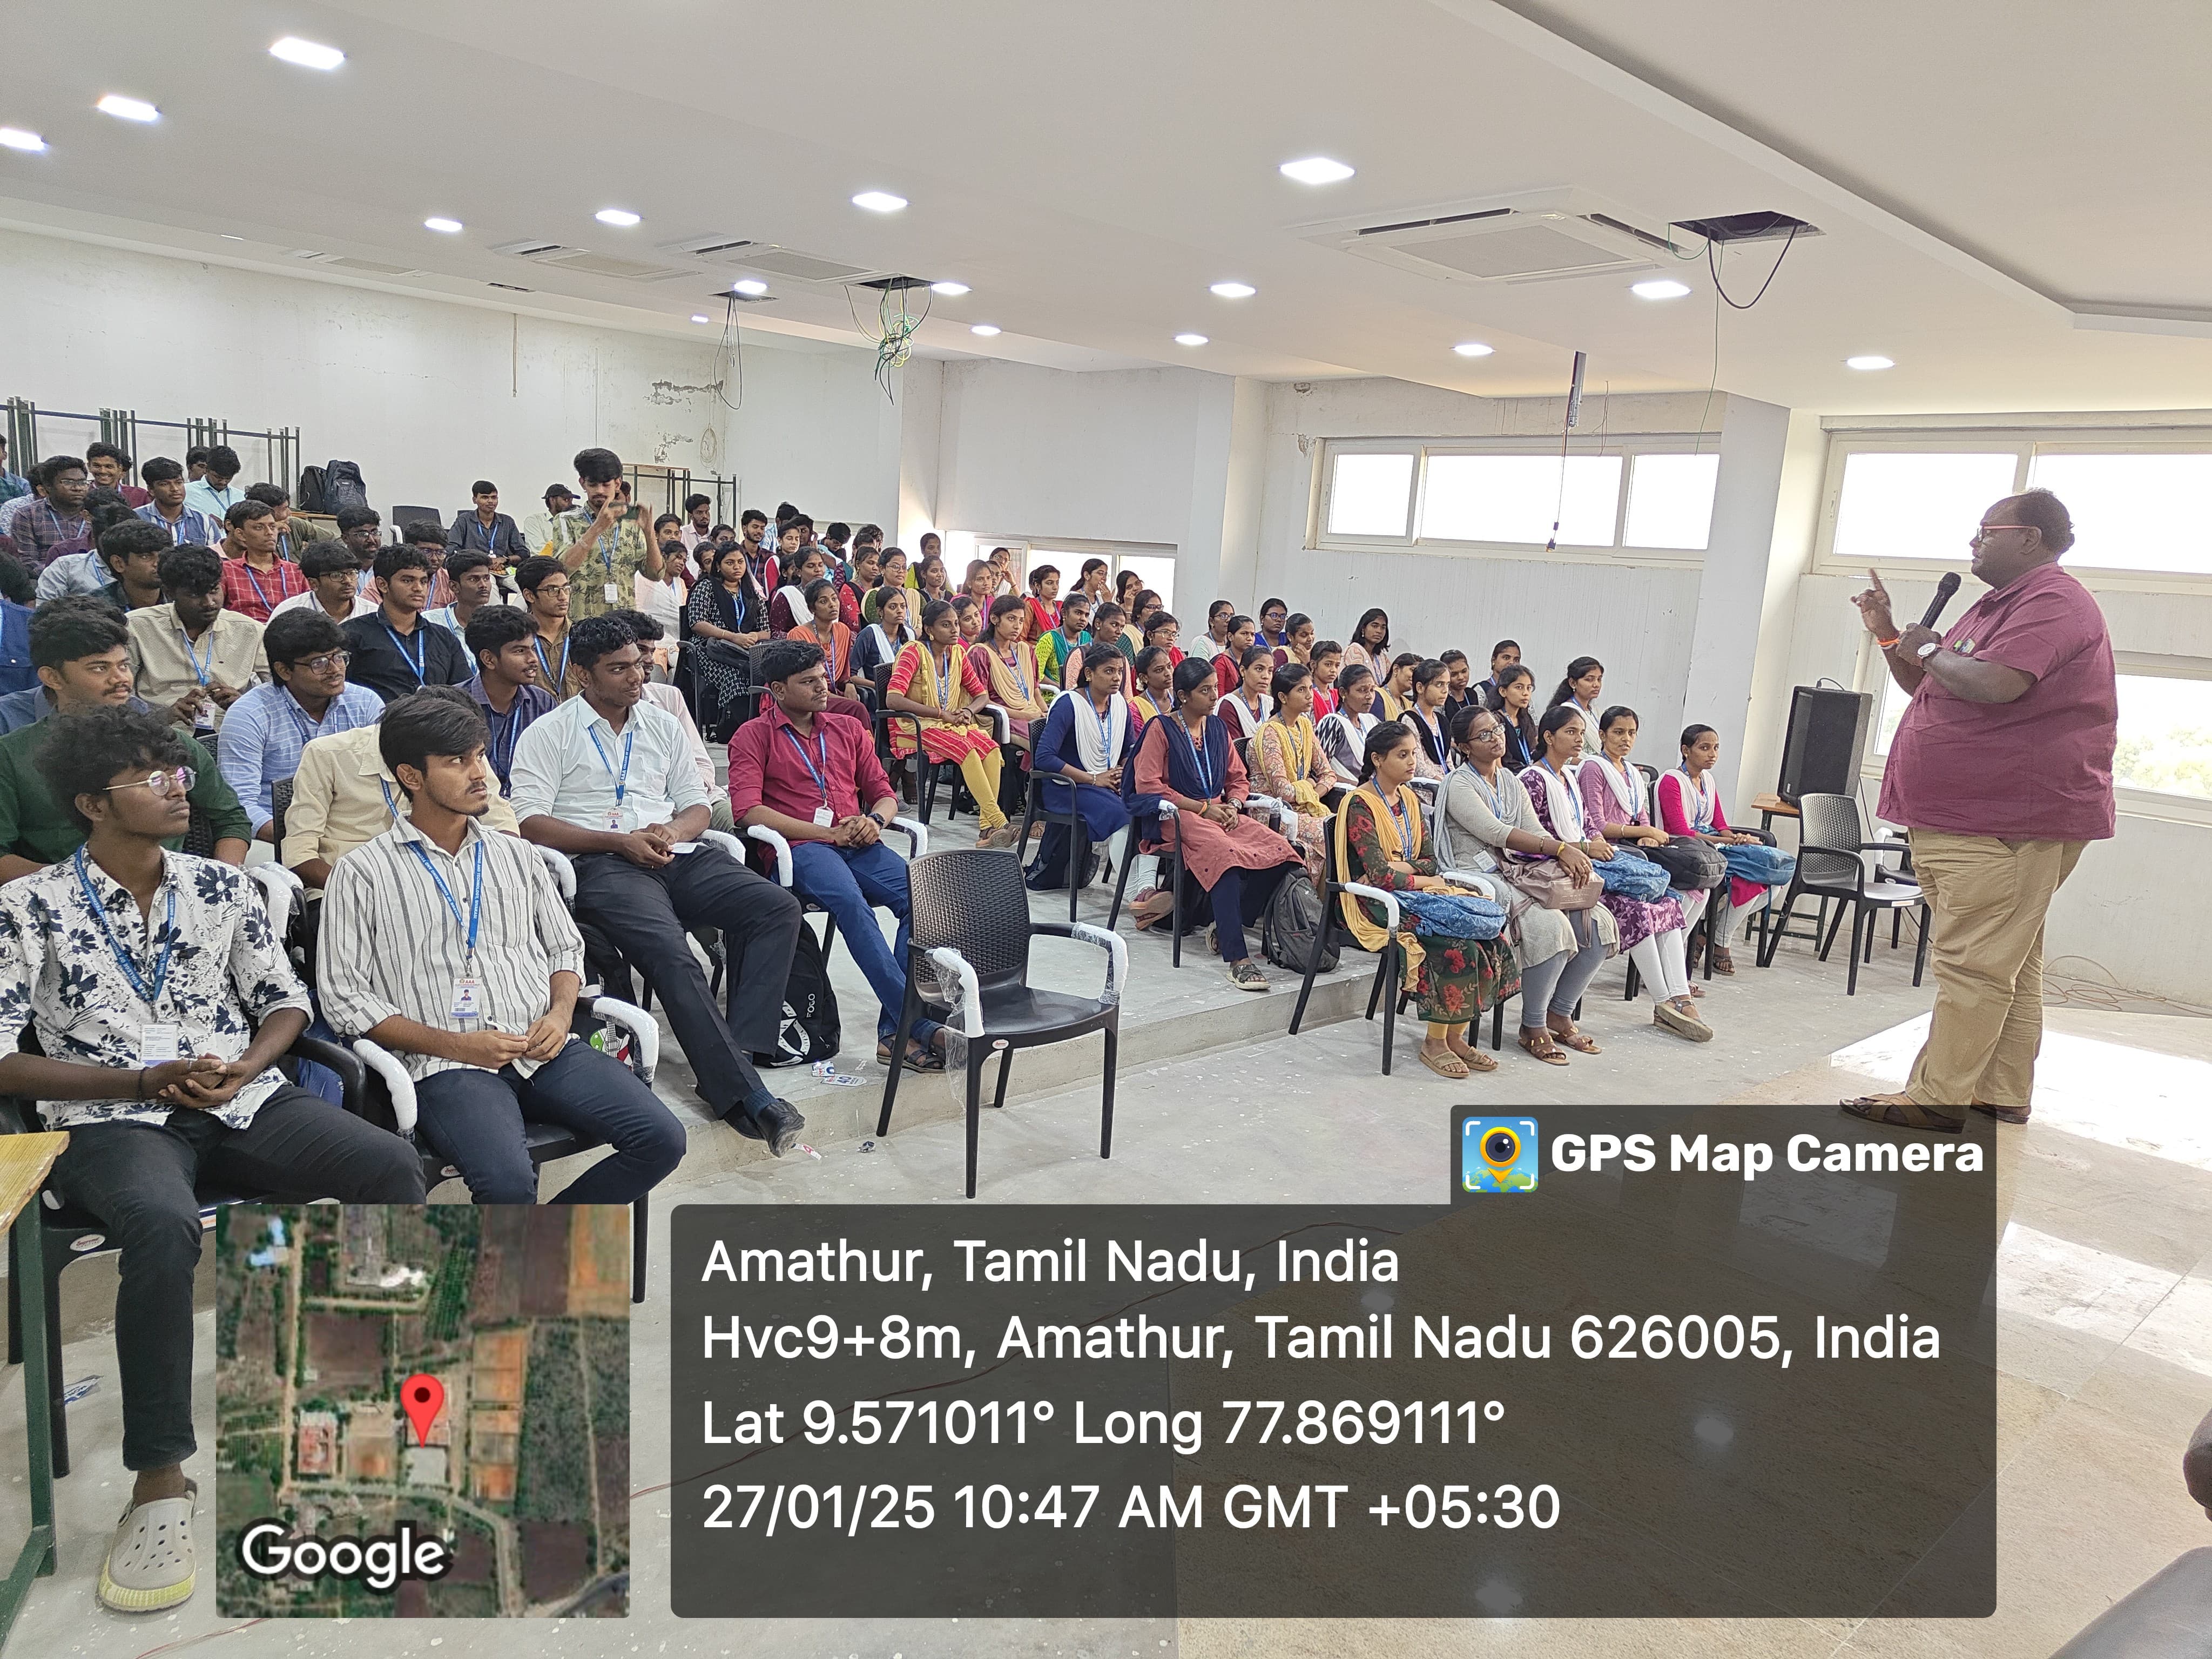 POLO
GPS Map Camera
Amathur, Tamil Nadu, India
Hvc9+8m, Amathur, Tamil Nadu 626005, India
Lat 9.571011° Long 77.869111°
27/01/25 10:47 AM GMT +05:30
Google